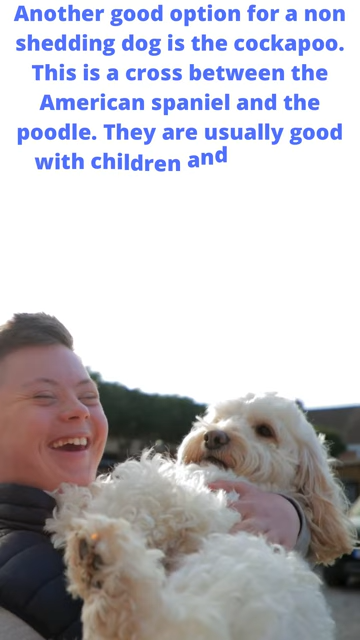 Another good option for a non
shedding dog is the cockapoo.
This is a cross between the
American spaniel and the
poodle. They are usually good
with children and